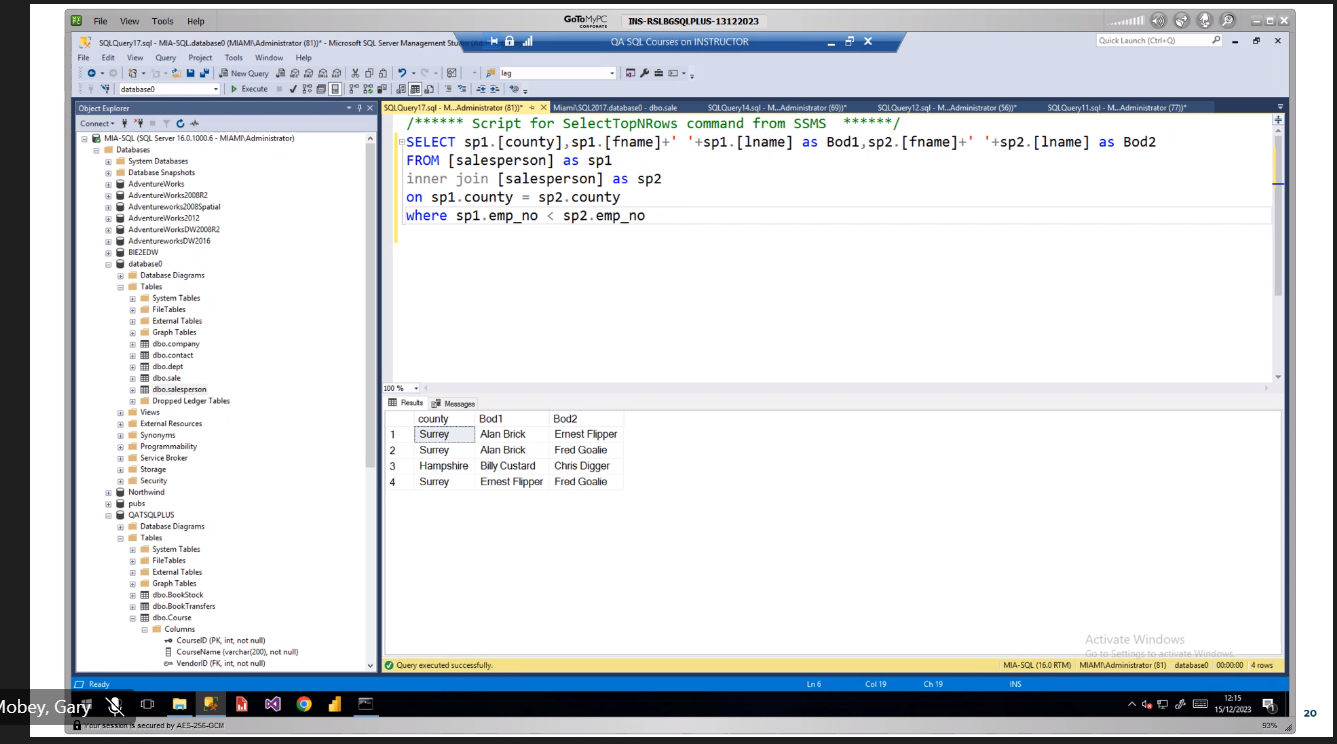 File View Tools Help
GoToMyPC CORPORATE INS-RSLBGSQLPLUS-13122023
SQLQuery17.sql - MIA-SQL.database0 (MIAMI\Administrator (81))* - Microsoft SQL Server Management
QA SQL Courses on INSTRUCTOR
Quick Launch (Ctrl+Q)
File Edit View Query Project Tools Window Help
New Query
lag
database0
Execute
Object Explorer
SQLQuery17.sql - M...Administrator (81))*
Miami\SQL2017.database0 - dbo.sale
SQLQuery14.sql - M...Administrator (69))*
SQLQuery12.sql - M...Administrator (56))*
SQLQuery11.sql - M...Administrator (77))*
Connect
MIA-SQL (SQL Server 16.0.1000.6 - MIAMI\Administrator)
Databases
System Databases
Database Snapshots
AdventureWorks
AdventureWorks2008R2
Adventureworks2008Spatial
AdventureWorks2012
AdventureWorksDW2008R2
AdventureworksDW2016
BIE2EDW
database0
Database Diagrams
Tables
System Tables
FileTables
External Tables
Graph Tables
dbo.company
dbo.contact
dbo.dept
dbo.sale
dbo.salesperson
Dropped Ledger Tables
Views
External Resources
Synonyms
Programmability
Service Broker
Storage
Security
Northwind
pubs
QATSQLPLUS
Database Diagrams
Tables
System Tables
FileTables
External Tables
Graph Tables
dbo.BookStock
dbo.BookTransfers
dbo.Course
Columns
CourseID (PK, int, not null)
CourseName (varchar(200), not null)
VendorID (FK, int, not null)
/****** Script for SelectTopNRows command from SSMS ******/
SELECT sp1.[county],sp1.[fname]+' '+sp1.[lname] as Bod1,sp2.[fname]+' '+sp2.[lname] as Bod2
FROM [salesperson] as sp1
inner join [salesperson] as sp2
on sp1.county = sp2.county
where sp1.emp_no < sp2.emp_no
100 %
Results Messages
county Bod1 Bod2
1 Surrey Alan Brick Ernest Flipper
2 Surrey Alan Brick Fred Goalie
3 Hampshire Billy Custard Chris Digger
4 Surrey Ernest Flipper Fred Goalie
Activate Windows
Go to Settings to activate Windows.
Query executed successfully.
MIA-SQL (16.0 RTM) MIAMI\Administrator (81) database0 00:00:00 4 rows
Ready Ln 6 Col 19 Ch 19 INS
Mobey, Gary
12:15
15/12/2023
Your session is secured by AES-256-GCM
93%
20